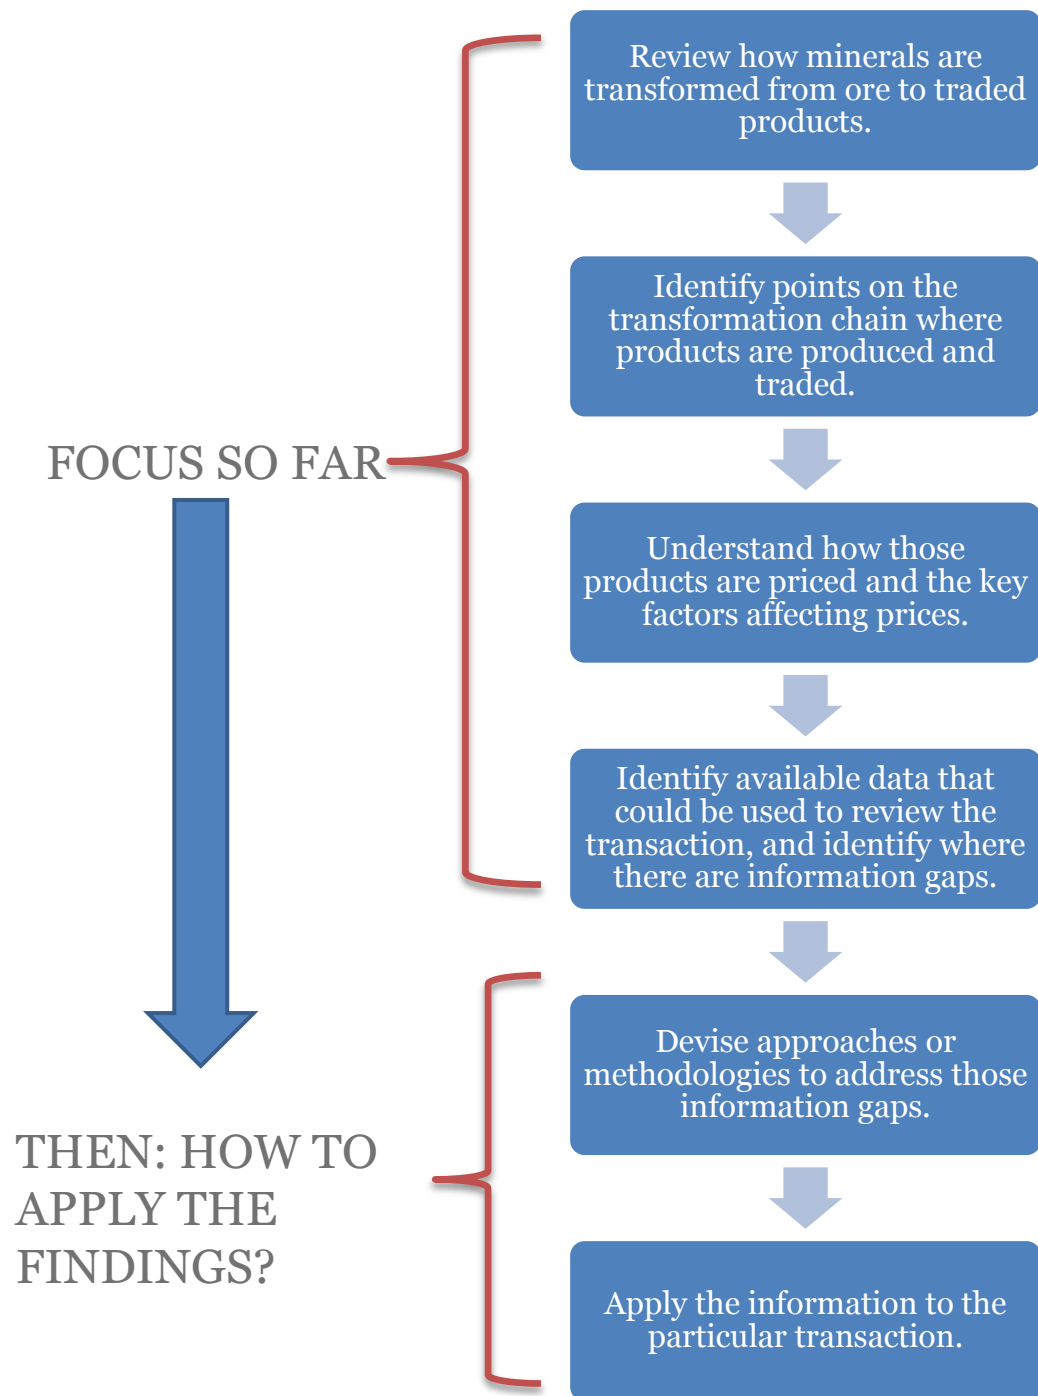 Review how minerals are
transformed from ore to traded
products.
Identify points on the
transformation chain where
products are produced and
traded.
FOCUS SO FAR
Understand how those
products are priced and the key
factors affecting prices.
Identify available data that
could be used to review the
transaction, and identify where
there are information gaps.
Devise approaches or
methodologies to address those
information gaps.
THEN: HOW TO
APPLY THE
FINDINGS?
Apply the information to the
particular transaction.